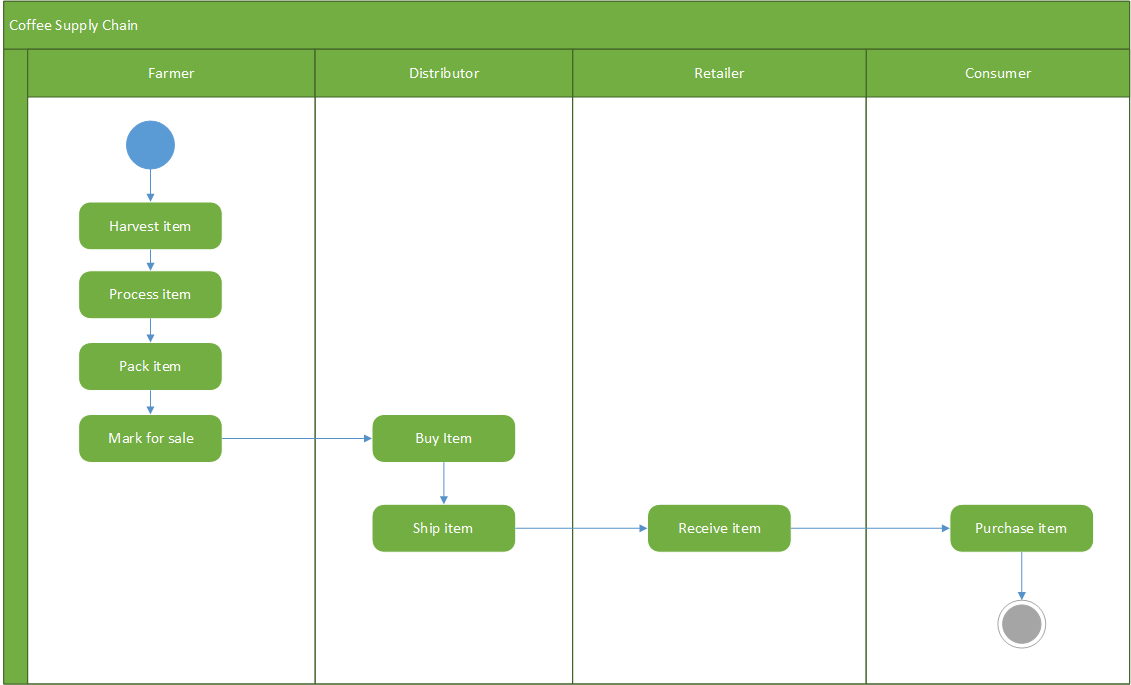 Coffee Supply Chain
Farmer
Distributor
Retailer
Consumer
Harvest item
Process item
Pack item
Mark for sale
Buy Item
Ship item
Receive item
Purchase item